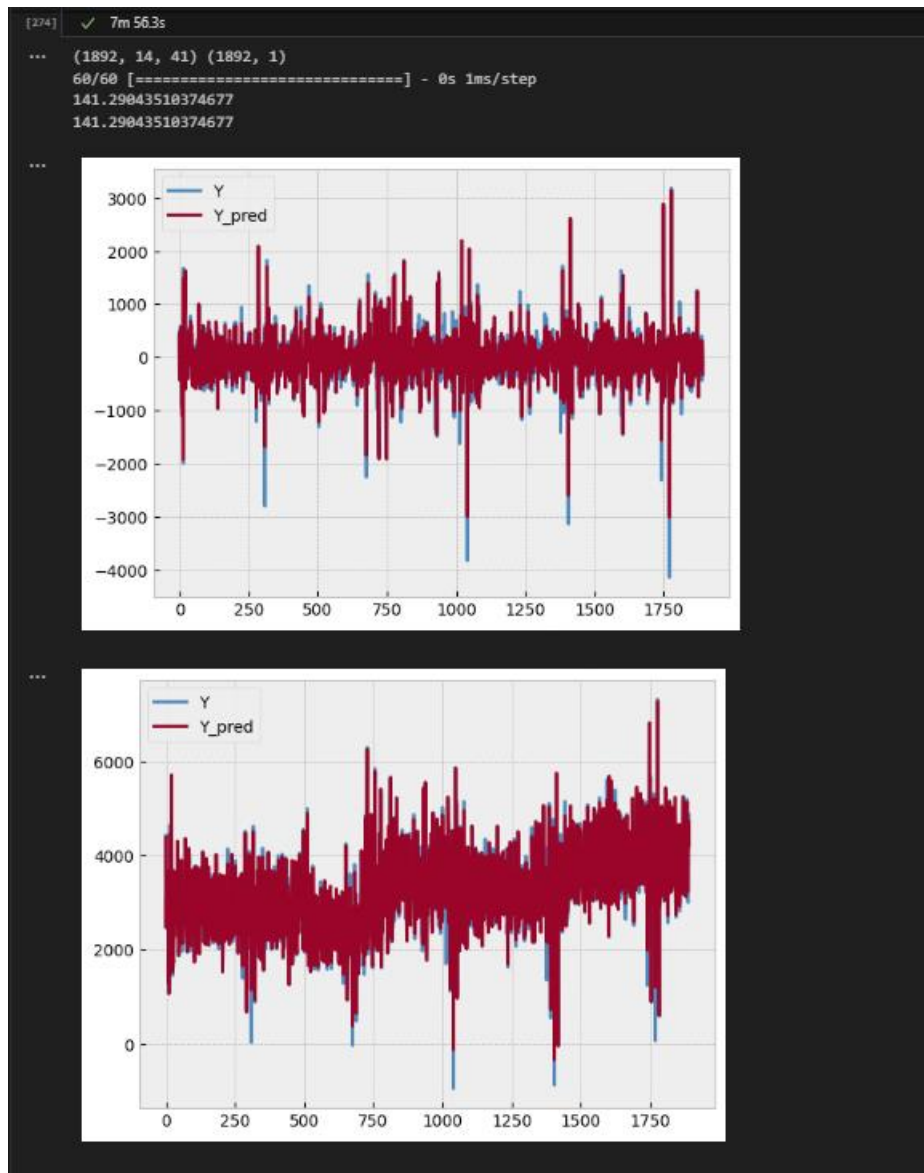 [274] ✓ 7m 56.3s
... (1892, 14, 41) (1892, 1)
60/60 [==============================] - 0s 1ms/step
141.29043510374677
141.29043510374677
...
Y
Y_pred
3000
2000
1000
0
−1000
−2000
−3000
−4000
0 250 500 750 1000 1250 1500 1750
...
Y
Y_pred
6000
4000
2000
0
0 250 500 750 1000 1250 1500 1750